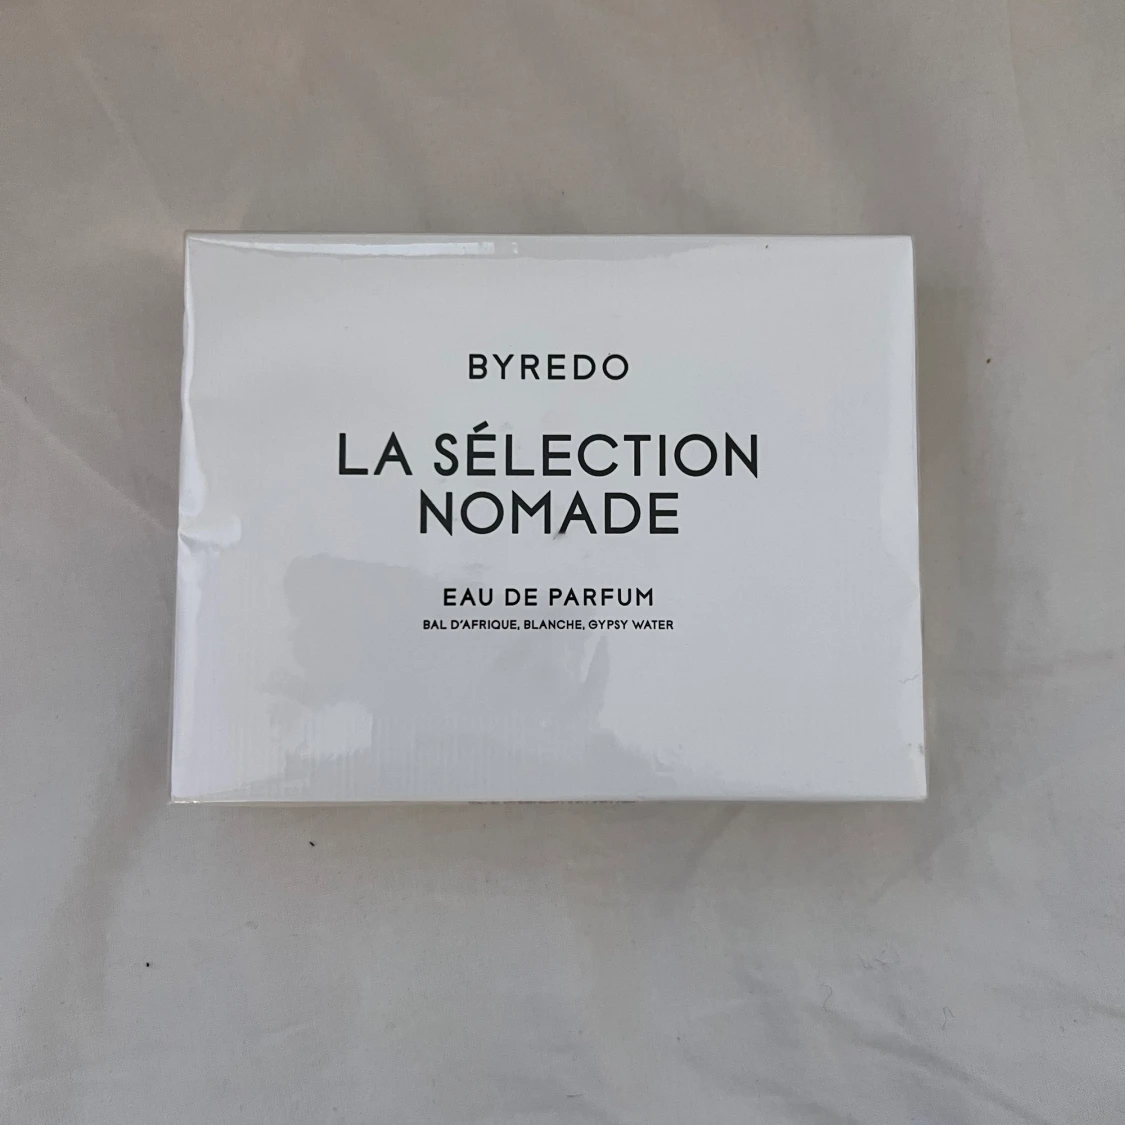 BYREDO
LA SÉLECTION
NOMADE
EAU DE PARFUM
BAL D'AFRIQUE, BLANCHE, GYPSY WATER